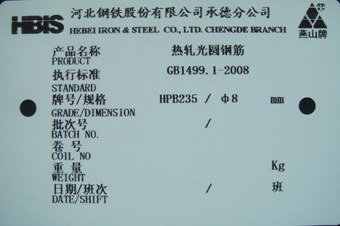 HBIS
河北钢铁股份有限公司承德分公司
HEBEI IRON & STEEL CO., LTD. CHENGDE BRANCH
燕山牌
产品名称 热轧光圆钢筋
PRODUCT
执行标准 GB1499.1-2008
STANDARD
牌号/规格 HPB235 / φ8 mm
GRADE/DIMENSION
批次号 /
BATCH NO.
卷号
COIL NO
重量 Kg
WEIGHT
日期/班次 / 班
DATE/SHIFT